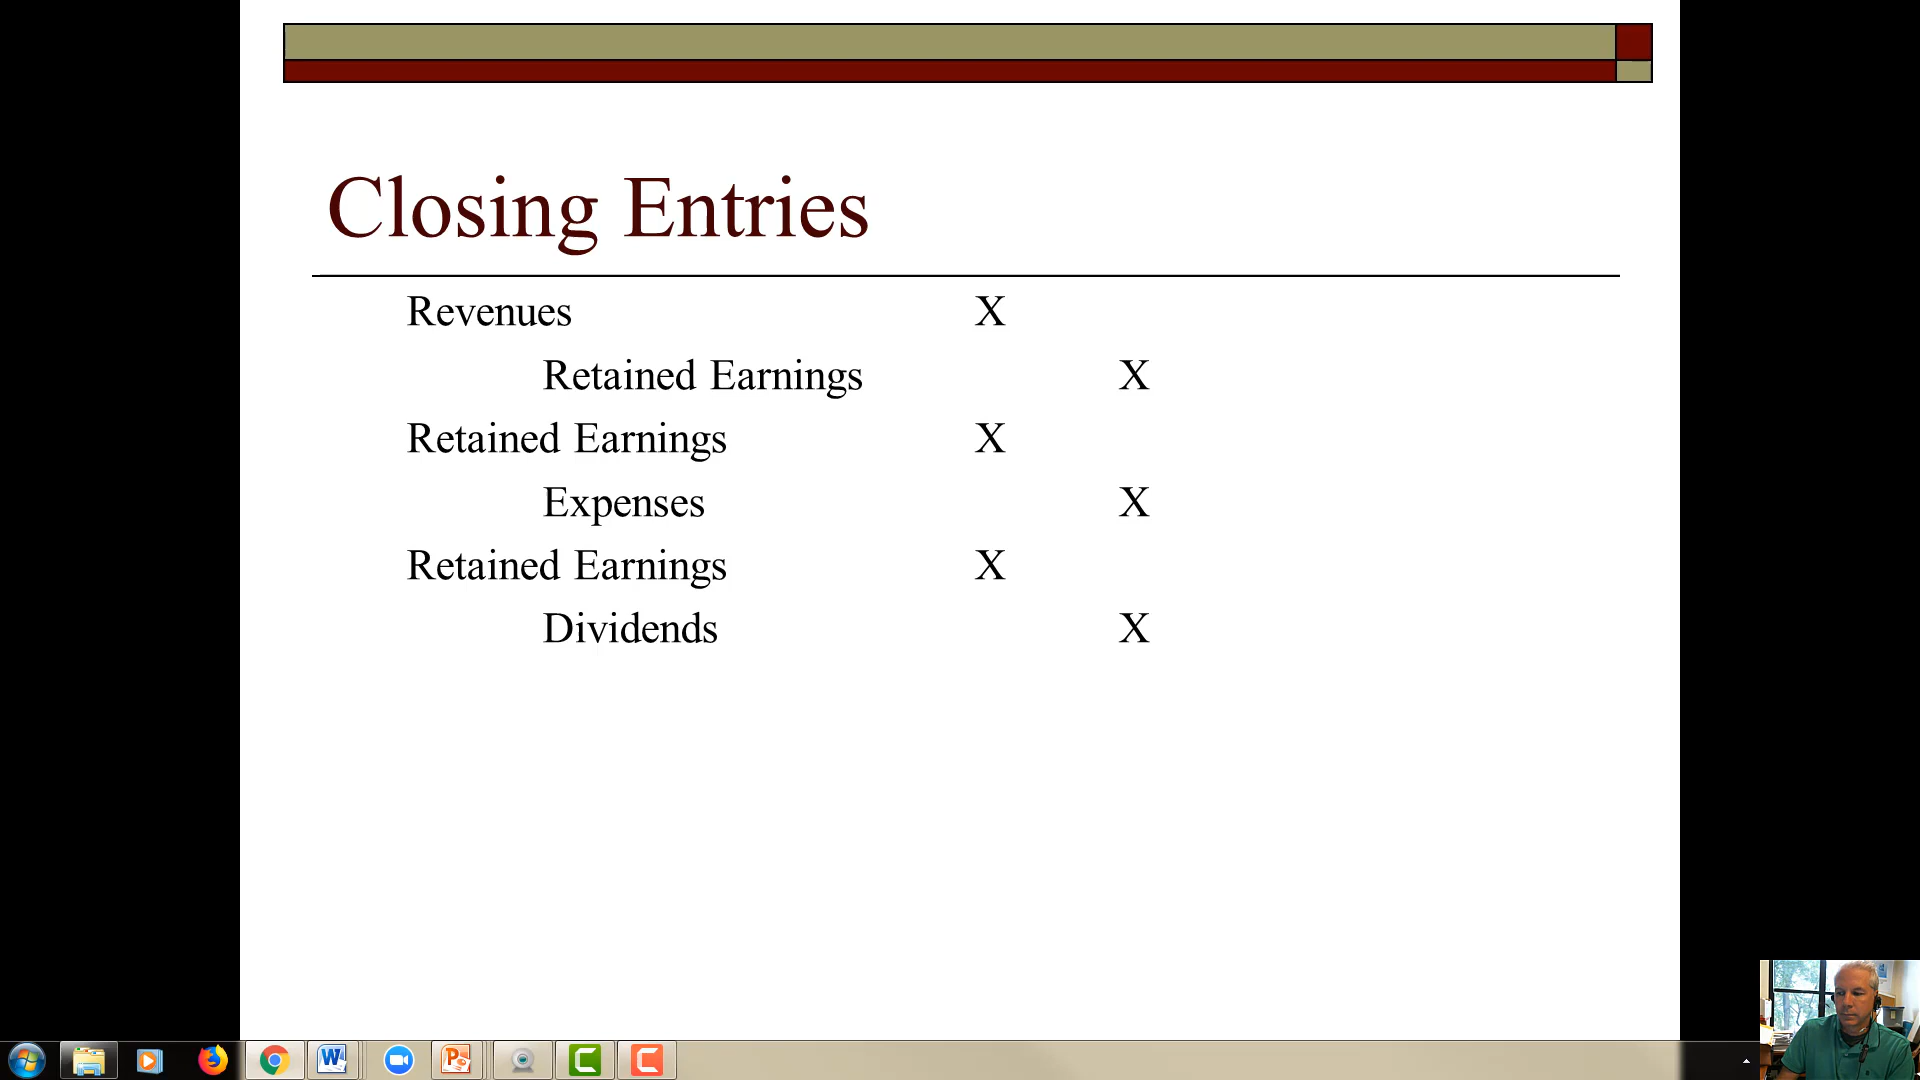 Closing Entries
Revenues X
Retained Earnings X
Retained Earnings X
Expenses X
Retained Earnings X
Dividends X